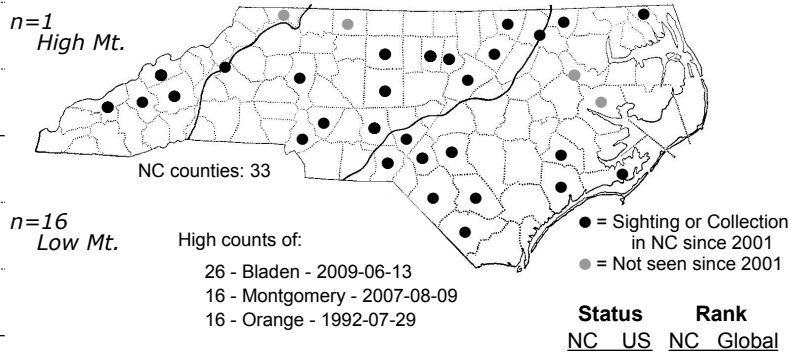 n=1
High Mt.
NC counties: 33
n=16
Low Mt.
High counts of:
26 - Bladen - 2009-06-13
16 - Montgomery - 2007-08-09
16 - Orange - 1992-07-29
= Sighting or Collection
in NC since 2001
= Not seen since 2001
Status Rank
NC US NC Global